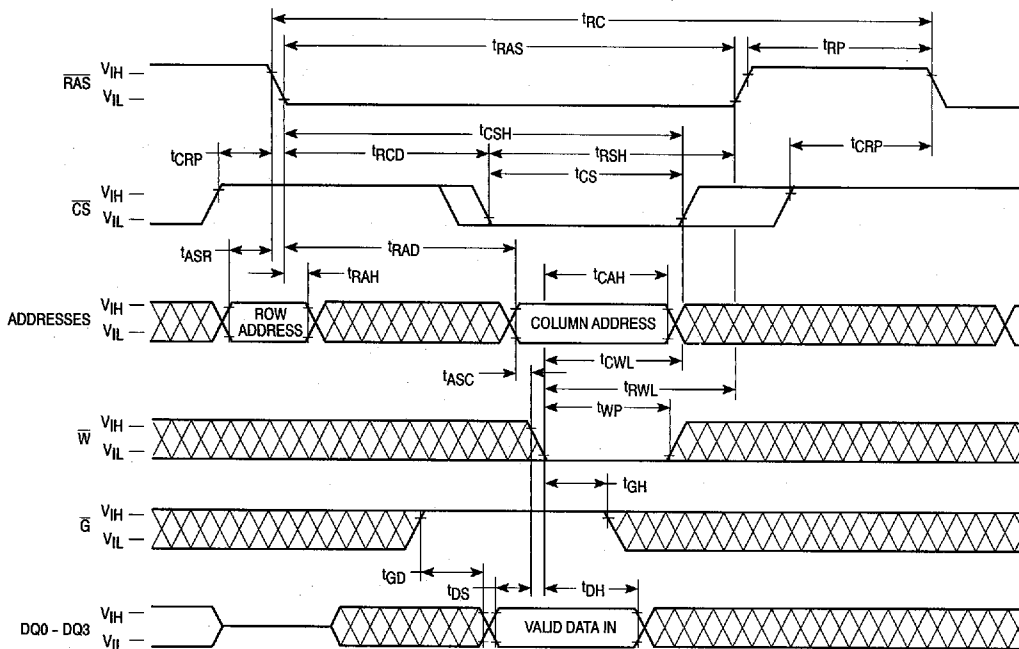 tRC
tRAS
tRP
RAS
VIH
VIL
tCSH
tCRP
tRCD
tRSH
tCRP
tCS
CS
VIH
VIL
tASR
tRAD
tRAH
tCAH
ADDRESSES
VIH
VIL
ROW
ADDRESS
COLUMN ADDRESS
tCWL
tASC
tRWL
tWP
W
VIH
VIL
tGH
G
VIH
VIL
tGD
tDS
tDH
DQ0 – DQ3
VIH
VIL
VALID DATA IN